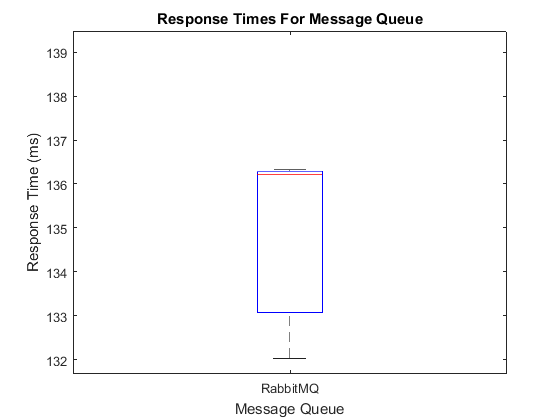 Response Times For Message Queue
Response Time (ms)
139
138
137
136
135
134
133
132
RabbitMQ
Message Queue